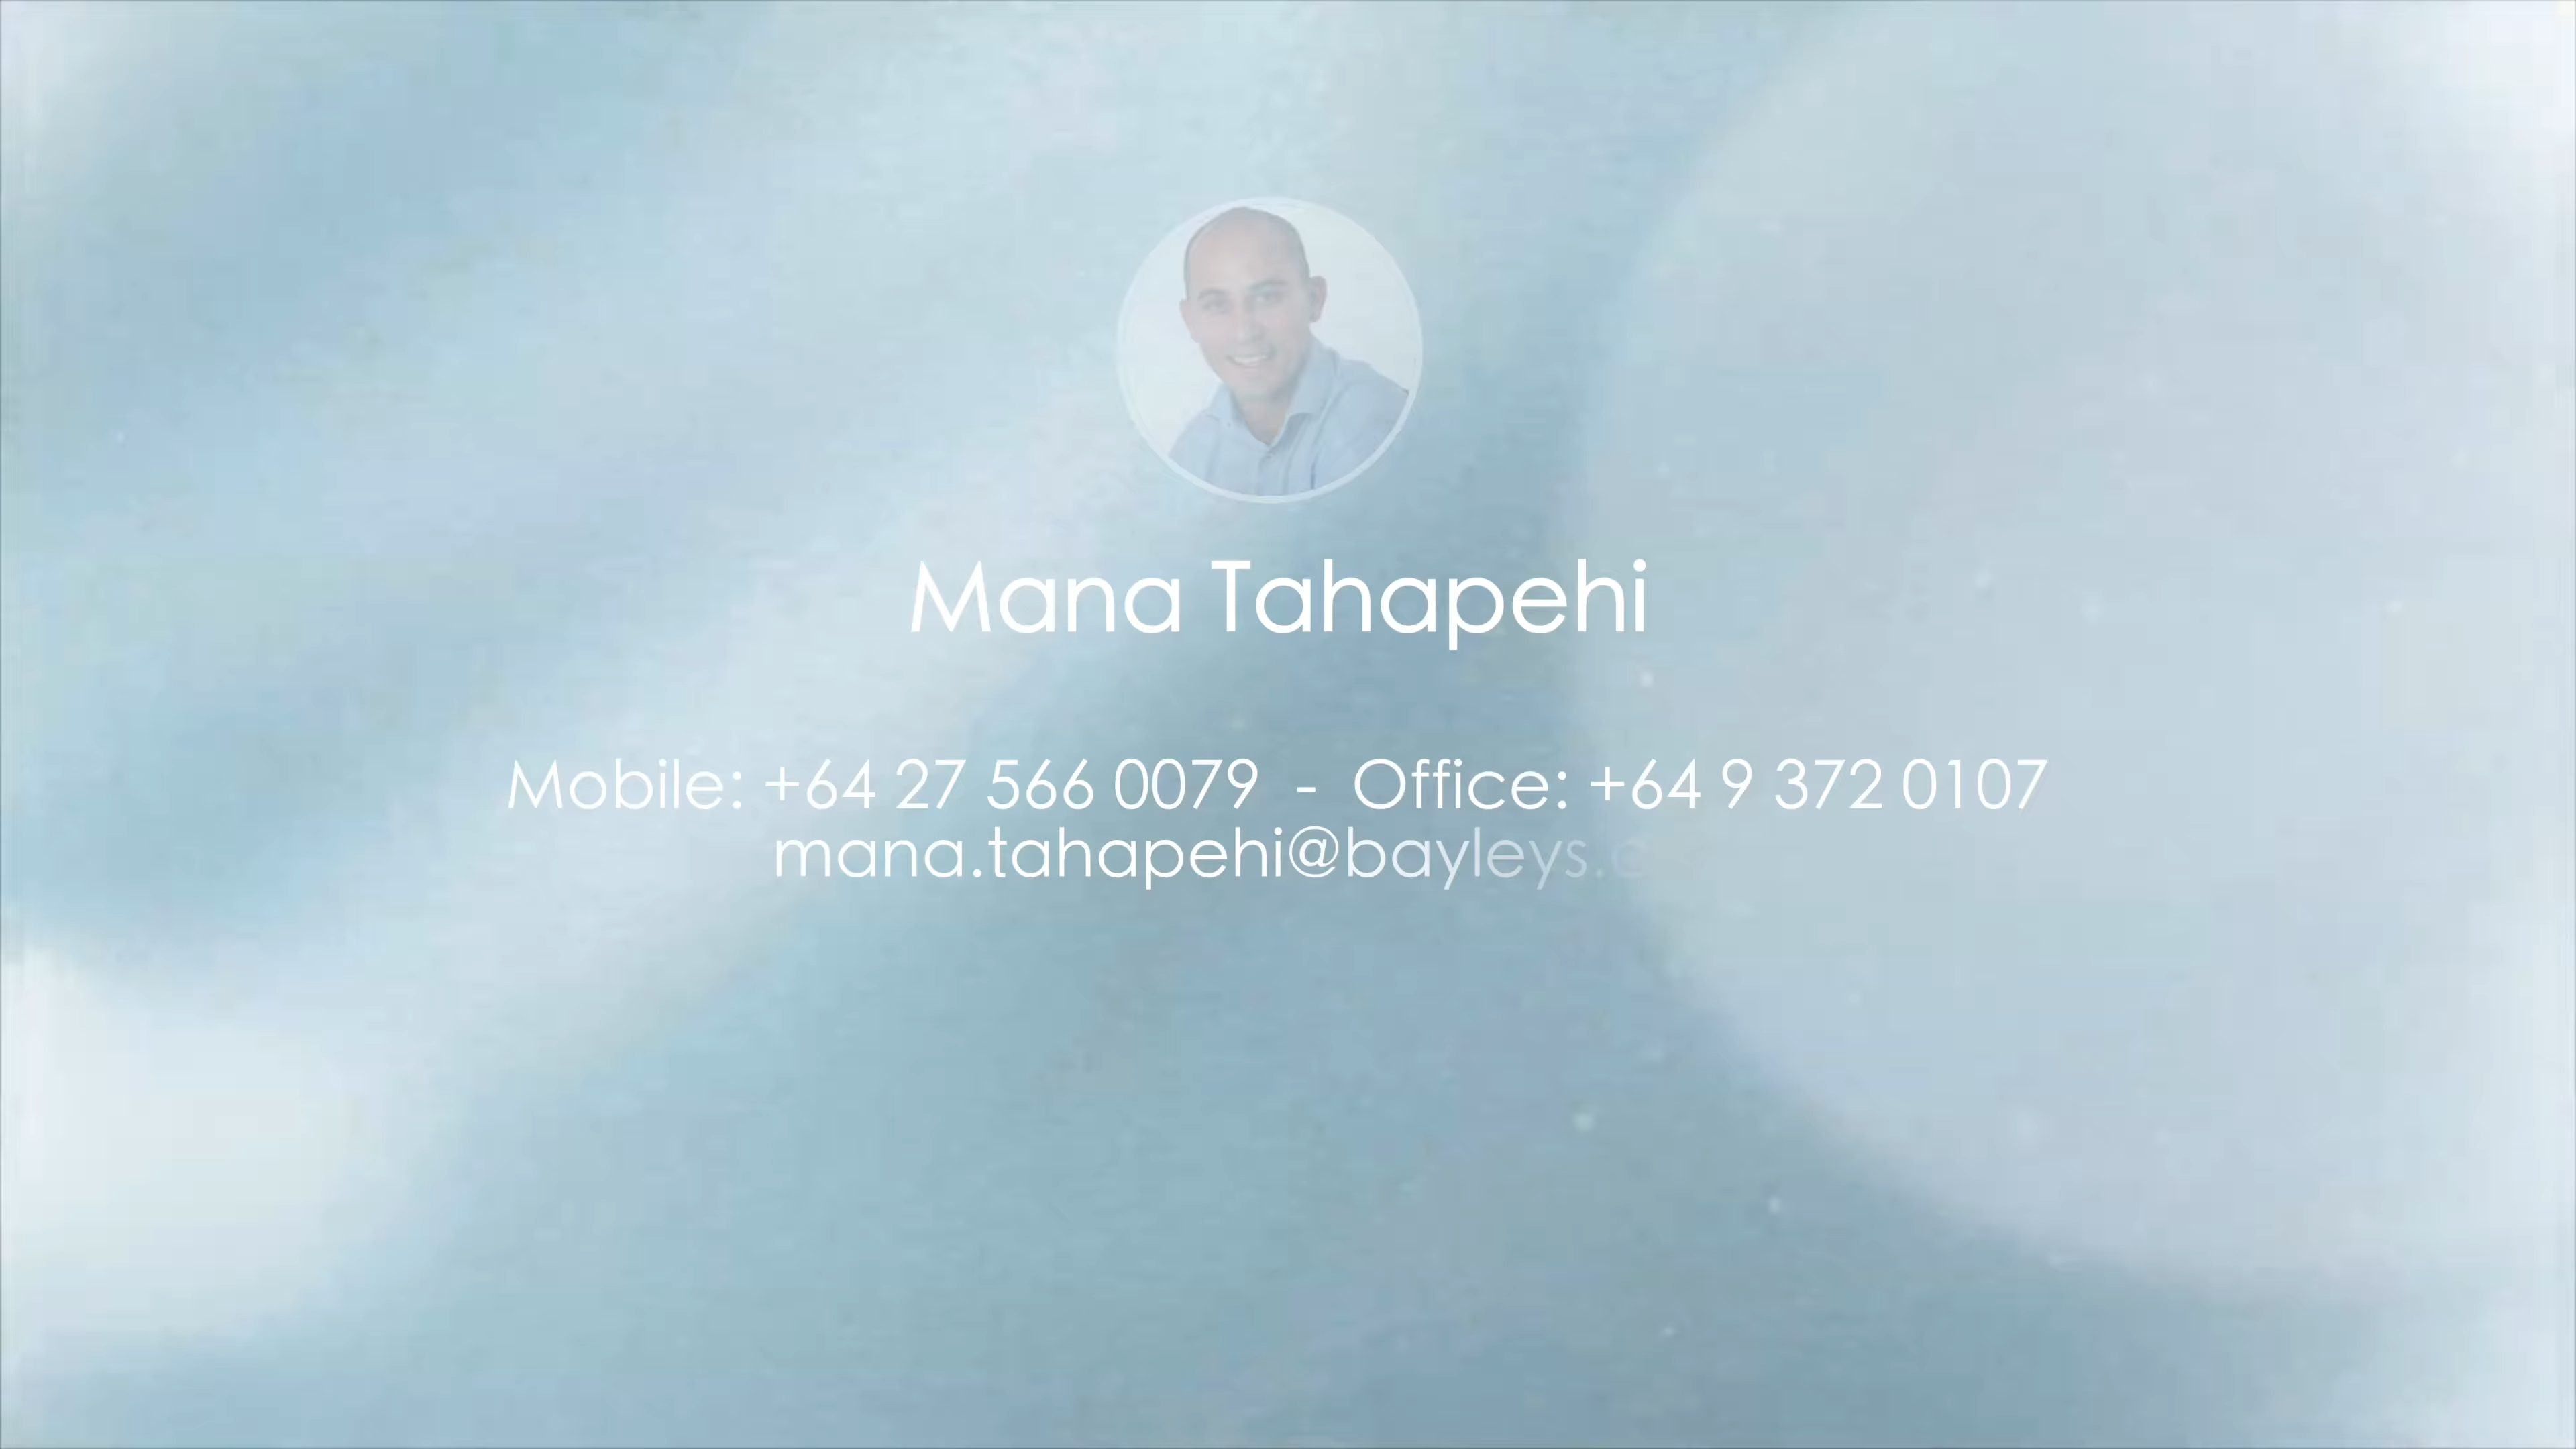 Mana Tahapehi
Mobile: +64 27 566 0079 - Office: +64 9 372 0107
mana.tahapehi@bayleys.c